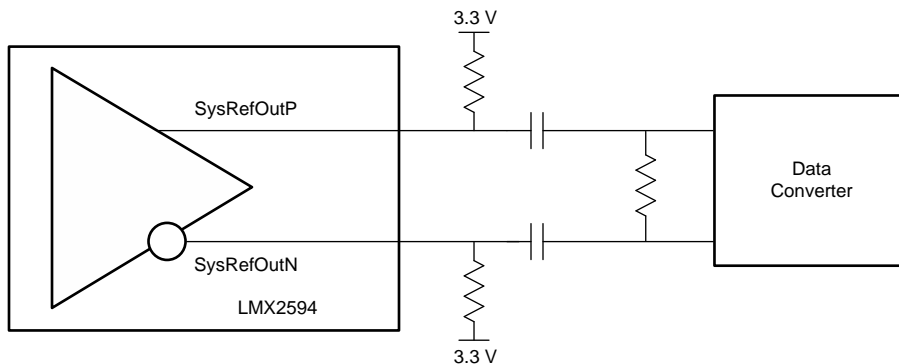 3.3 V
SysRefOutP
Data
Converter
SysRefOutN
LMX2594
3.3 V